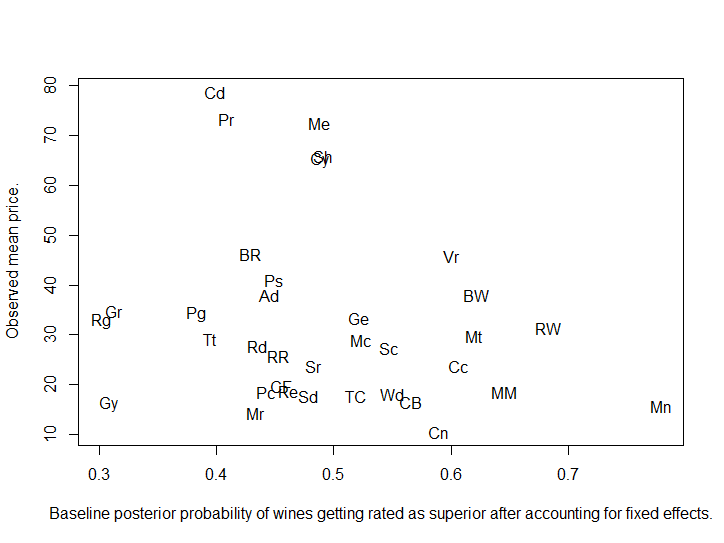 80
70
60
50
40
30
20
10
Observed mean price.
Cd
Pr
Me
Sh
Cy
BR
Vr
Ps
Ad
BW
Gr
Rg
Pg
Ge
RW
Tt
Mc
Mt
Rd
Sc
RR
Sr
Cc
CF
Pc
Re
Sd
TC
Wd
MM
Gy
CB
Mr
Mn
Cn
0.3 0.4 0.5 0.6 0.7
Baseline posterior probability of wines getting rated as superior after accounting for fixed effects.